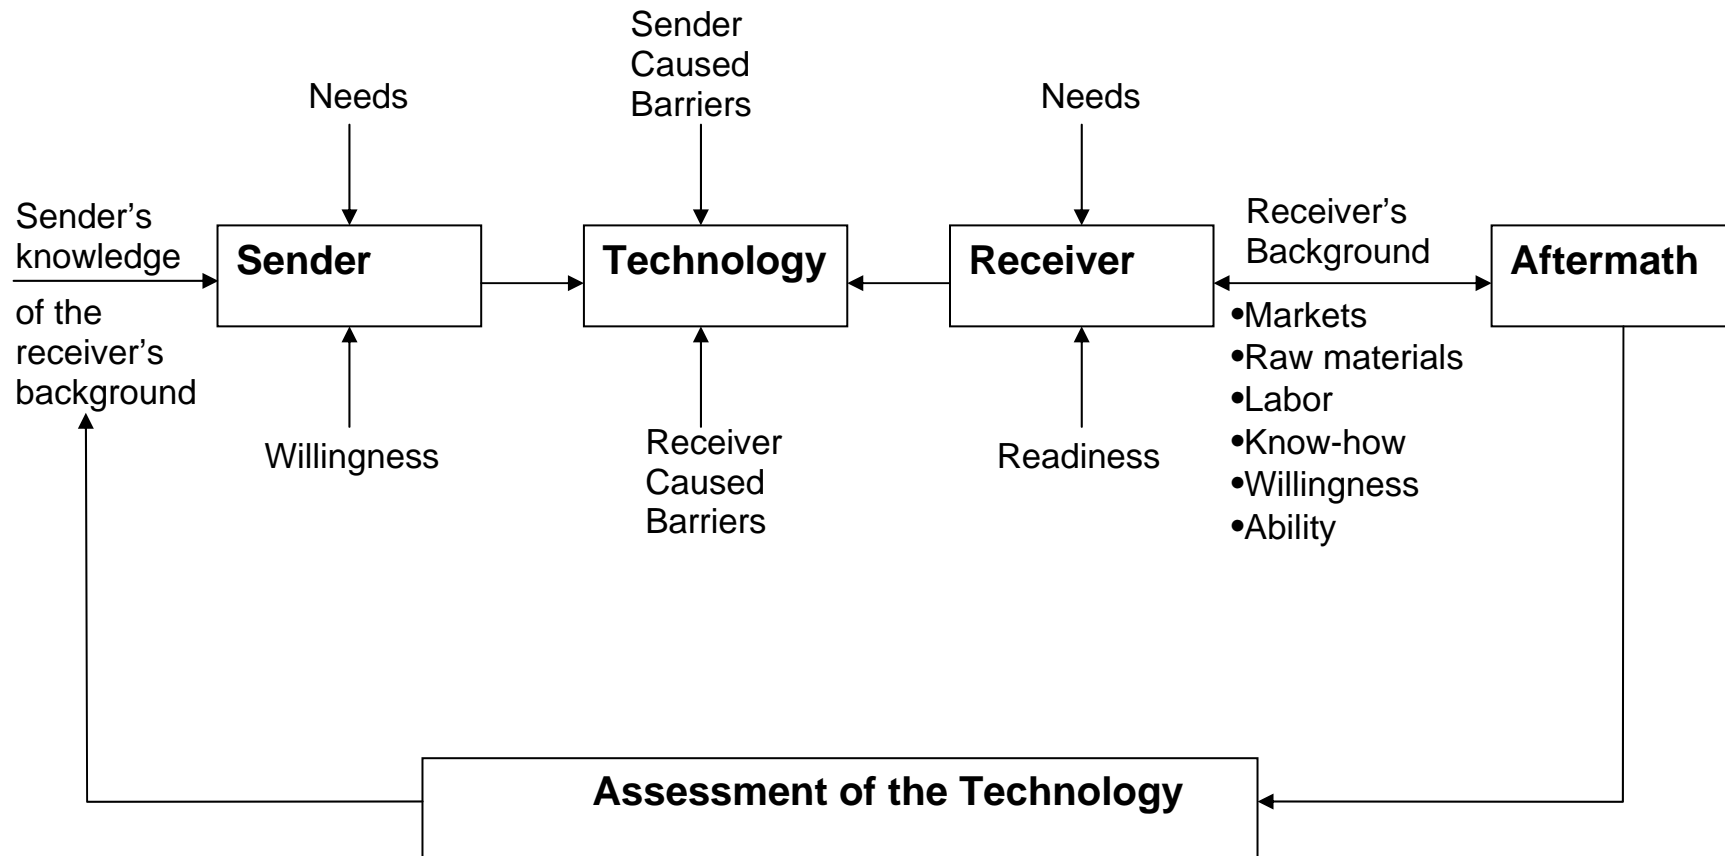 Sender
Caused
Barriers
Needs
Needs
Sender’s
knowledge
of the
receiver’s
background
Sender
Willingness
Technology
Receiver
Caused
Barriers
Receiver
Readiness
Receiver’s
Background
•Markets
•Raw materials
•Labor
•Know-how
•Willingness
•Ability
Aftermath
Assessment of the Technology